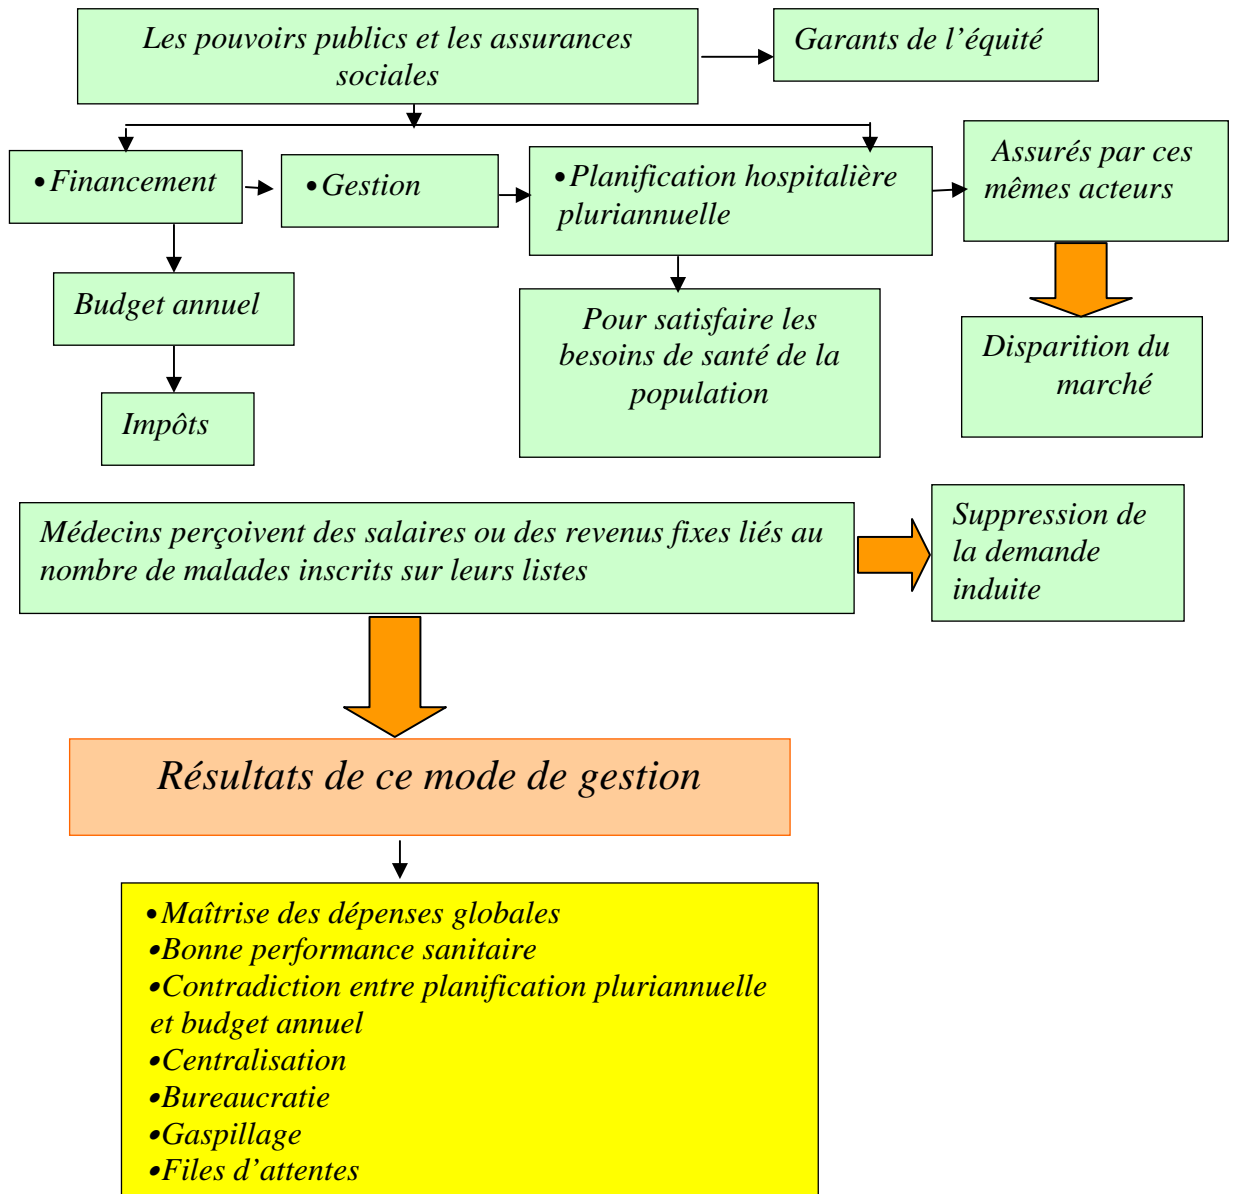 Les pouvoirs publics et les assurances
sociales
Garants de l’équité
•Financement
•Gestion
•Planification hospitalière
pluriannuelle
Assurés par ces
mêmes acteurs
Budget annuel
Pour satisfaire les
besoins de santé de la
population
Disparition du
marché
Impôts
Médecins perçoivent des salaires ou des revenus fixes liés au
nombre de malades inscrits sur leurs listes
Suppression de
la demande
induite
Résultats de ce mode de gestion
•Maîtrise des dépenses globales
•Bonne performance sanitaire
•Contradiction entre planification pluriannuelle
et budget annuel
•Centralisation
•Bureaucratie
•Gaspillage
•Files d’attentes